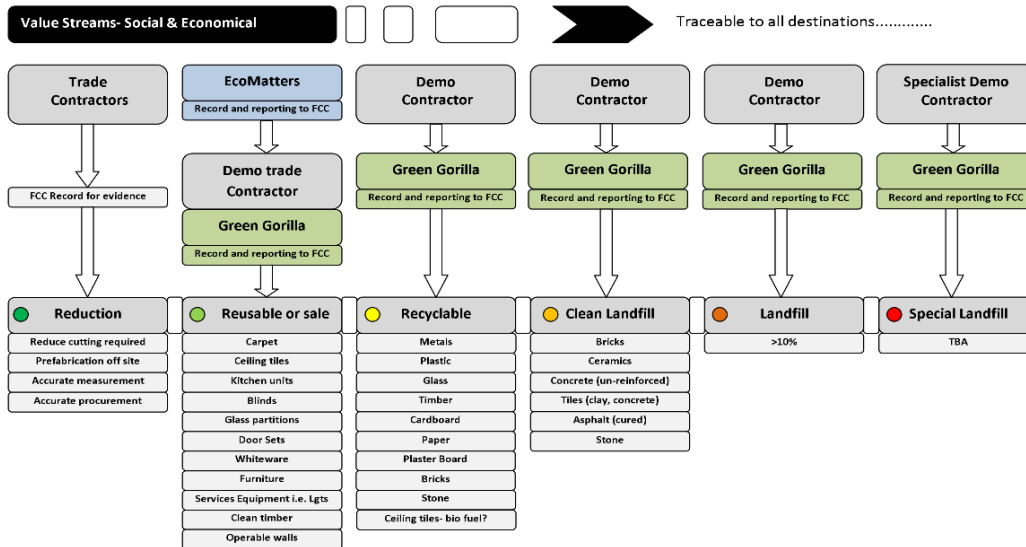 Value Streams- Social & Economical
Traceable to all destinations.............
Trade
Contractors
FCC Record for evidence
Reduction
Reduce cutting required
Prefabrication off site
Accurate measurement
Accurate procurement
EcoMatters
Record and reporting to FCC
Demo trade
Contractor
Green Gorilla
Record and reporting to FCC
Reusable or sale
Carpet
Ceiling tiles
Kitchen units
Blinds
Glass partitions
Door Sets
Whiteware
Furniture
Services Equipment i.e. Lgts
Clean timber
Operable walls
Demo
Contractor
Green Gorilla
Record and reporting to FCC
Recyclable
Metals
Plastic
Glass
Timber
Cardboard
Paper
Plaster Board
Bricks
Stone
Ceiling tiles- bio fuel?
Demo
Contractor
Green Gorilla
Record and reporting to FCC
Clean Landfill
Bricks
Ceramics
Concrete (un-reinforced)
Tiles (clay, concrete)
Asphalt (cured)
Stone
Demo
Contractor
Green Gorilla
Record and reporting to FCC
Landfill
>10%
Specialist Demo
Contractor
Green Gorilla
Record and reporting to FCC
Special Landfill
TBA